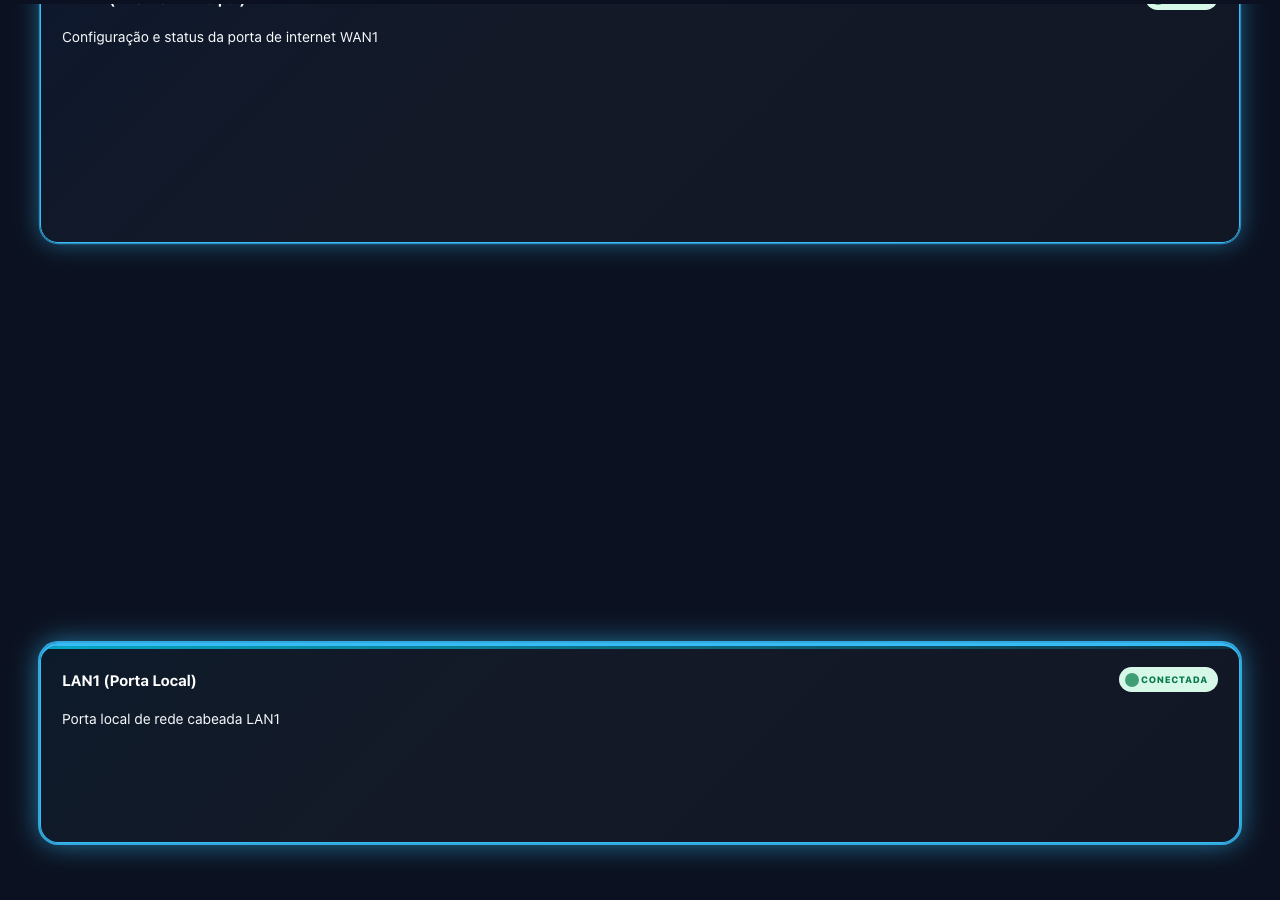 Configuração e status da porta de internet WAN1
LAN1 (Porta Local)
CONECTADA
Porta local de rede cabeada LAN1